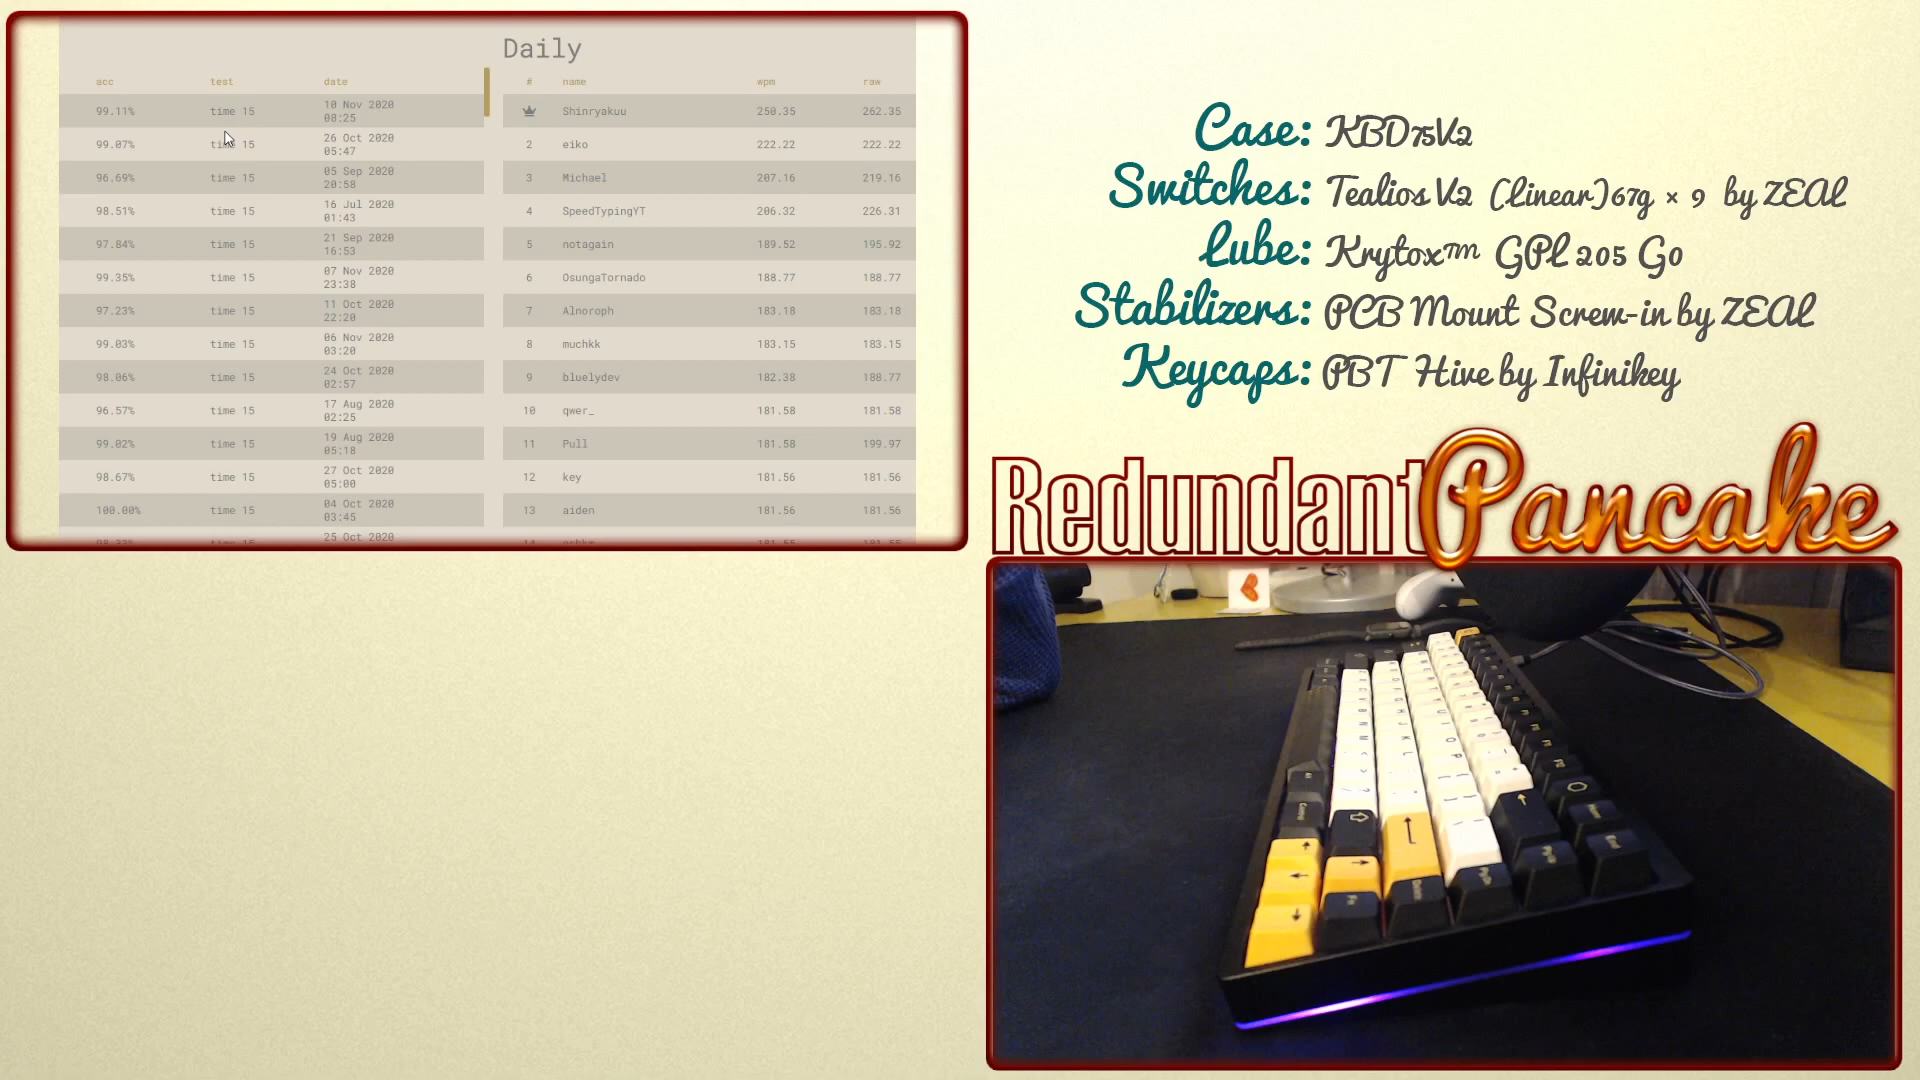 Daily
acc test date
99.11% time 15 10 Nov 2020 08:25
99.07% time 15 26 Oct 2020 05:47
96.69% time 15 05 Sep 2020 20:58
98.51% time 15 16 Jul 2020 01:43
97.84% time 15 21 Sep 2020 16:53
99.35% time 15 07 Nov 2020 23:38
97.23% time 15 11 Oct 2020 22:20
99.03% time 15 06 Nov 2020 03:20
98.06% time 15 24 Oct 2020 02:57
96.57% time 15 17 Aug 2020 02:25
99.02% time 15 19 Aug 2020 05:18
98.67% time 15 27 Oct 2020 05:00
100.00% time 15 04 Oct 2020 03:45
25 Oct 2020
# name wpm raw
Shinryakuu 250.35 262.35
2 eiko 222.22 222.22
3 Michael 207.16 219.16
4 SpeedTypingYT 206.32 226.31
5 notagain 189.52 195.92
6 OsungaTornado 188.77 188.77
7 Alnoroph 183.18 183.18
8 muchkk 183.15 183.15
9 bluelydev 182.38 188.77
10 qwer_ 181.58 181.58
11 Pull 181.58 199.97
12 key 181.56 181.56
13 aiden 181.56 181.56
Case: KBD75V2
Switches: Tealios V2 (Linear) 67g × 9 by ZEAL
Lube: Krytox™ GPL 205 G0
Stabilizers: PCB Mount Screw-in by ZEAL
Keycaps: PBT Hive by Infinikey
RedundantPancake